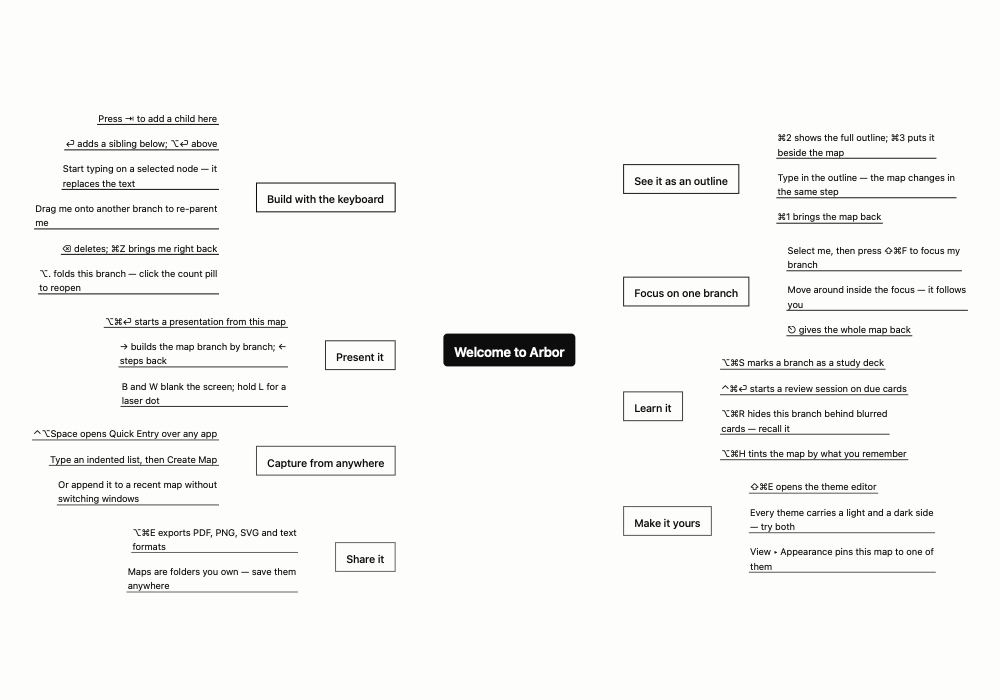 Welcome to Arbor
Build with the keyboard
Press ⇥ to add a child here
⏎ adds a sibling below; ⌥⏎ above
Start typing on a selected node — it
replaces the text
Drag me onto another branch to re-parent
me
⌫ deletes; ⌘Z brings me right back
⌥. folds this branch — click the count pill
to reopen
Present it
⌥⌘⏎ starts a presentation from this map
→ builds the map branch by branch; ←
steps back
B and W blank the screen; hold L for a
laser dot
Capture from anywhere
⌃⌥Space opens Quick Entry over any app
Type an indented list, then Create Map
Or append it to a recent map without
switching windows
Share it
⌥⌘E exports PDF, PNG, SVG and text
formats
Maps are folders you own — save them
anywhere
See it as an outline
⌘2 shows the full outline; ⌘3 puts it
beside the map
Type in the outline — the map changes in
the same step
⌘1 brings the map back
Focus on one branch
Select me, then press ⇧⌘F to focus my
branch
Move around inside the focus — it follows
you
⎋ gives the whole map back
Learn it
⌥⌘S marks a branch as a study deck
⌃⌘⏎ starts a review session on due cards
⌥⌘R hides this branch behind blurred
cards — recall it
⌥⌘H tints the map by what you remember
Make it yours
⇧⌘E opens the theme editor
Every theme carries a light and a dark side
— try both
View ‣ Appearance pins this map to one of
them